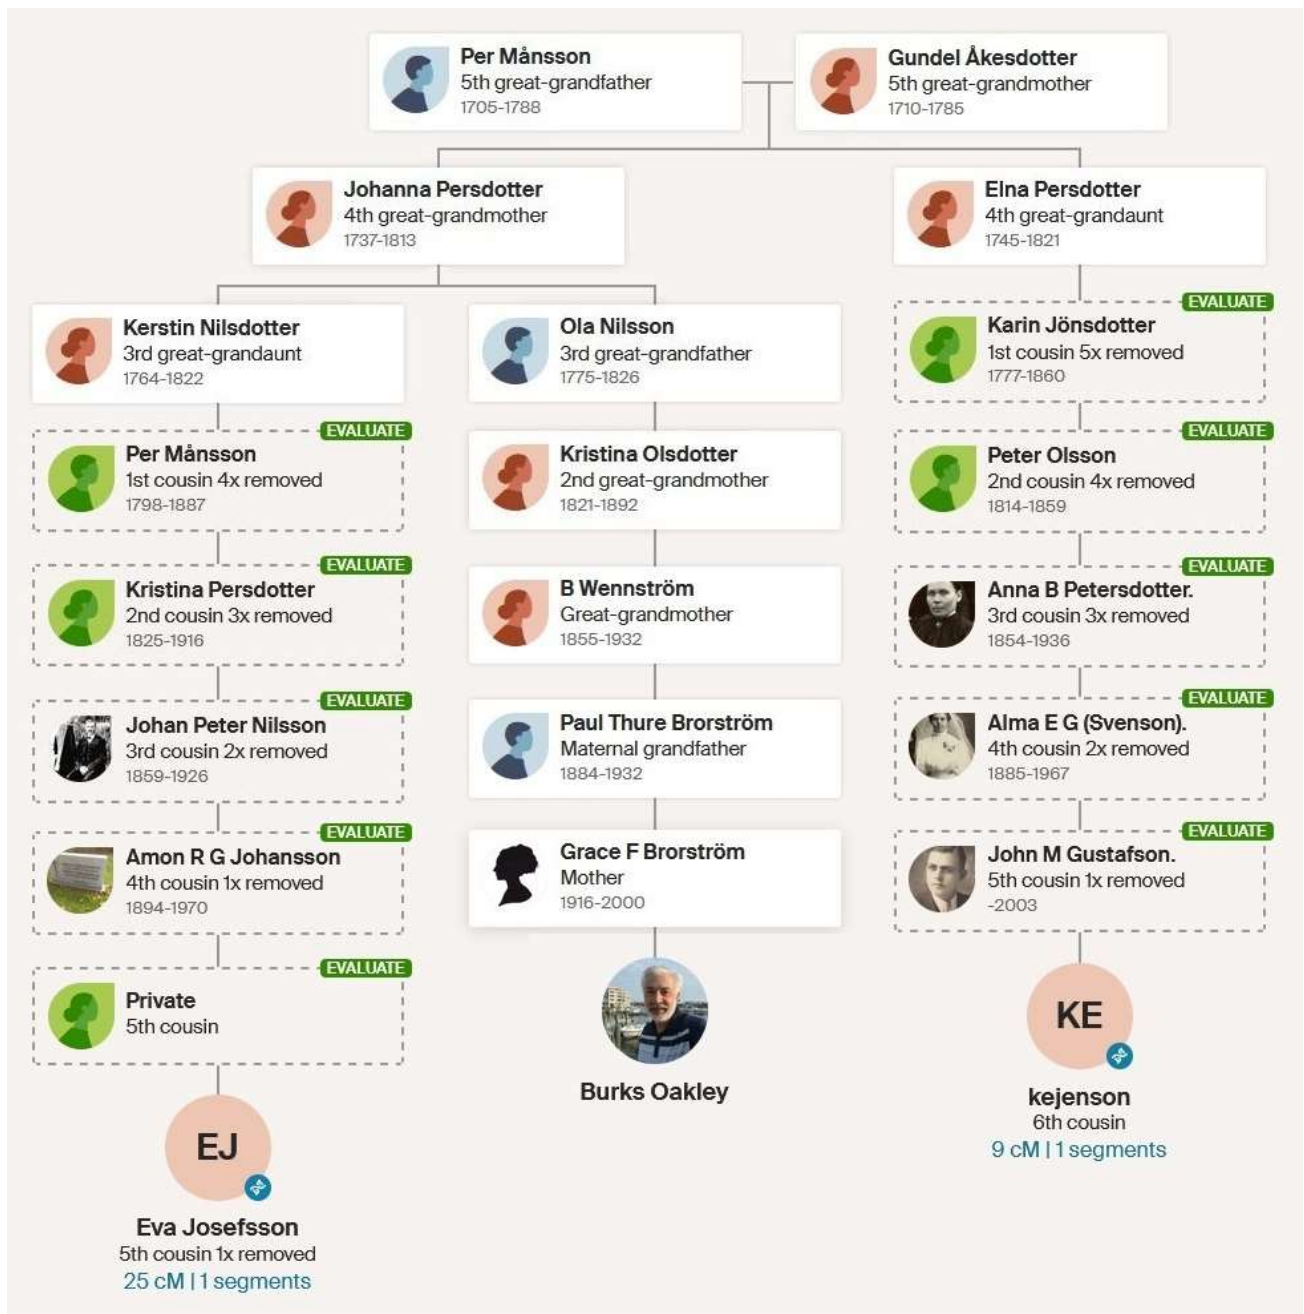 Per Månsson
5th great-grandfather
1705-1788
Gundel Åkesdotter
5th great-grandmother
1710-1785
Johanna Persdotter
4th great-grandmother
1737-1813
Elna Persdotter
4th great-grandaunt
1745-1821
Kerstin Nilsdotter
3rd great-grandaunt
1764-1822
Ola Nilsson
3rd great-grandfather
1775-1826
EVALUATE
Karin Jönsdotter
1st cousin 5x removed
1777-1860
EVALUATE
Per Månsson
1st cousin 4x removed
1798-1887
Kristina Olsdotter
2nd great-grandmother
1821-1892
EVALUATE
Peter Olsson
2nd cousin 4x removed
1814-1859
EVALUATE
Kristina Persdotter
2nd cousin 3x removed
1825-1916
B Wennström
Great-grandmother
1855-1932
EVALUATE
Anna B Petersdotter.
3rd cousin 3x removed
1854-1936
EVALUATE
Johan Peter Nilsson
3rd cousin 2x removed
1859-1926
Paul Thure Brorström
Maternal grandfather
1884-1932
EVALUATE
Alma E G (Svenson).
4th cousin 2x removed
1885-1967
EVALUATE
Amon R G Johansson
4th cousin 1x removed
1894-1970
Grace F Brorström
Mother
1916-2000
EVALUATE
John M Gustafson.
5th cousin 1x removed
-2003
EVALUATE
Private
5th cousin
Burks Oakley
KE
kejenson
6th cousin
9 cM | 1 segments
EJ
Eva Josefsson
5th cousin 1x removed
25 cM | 1 segments